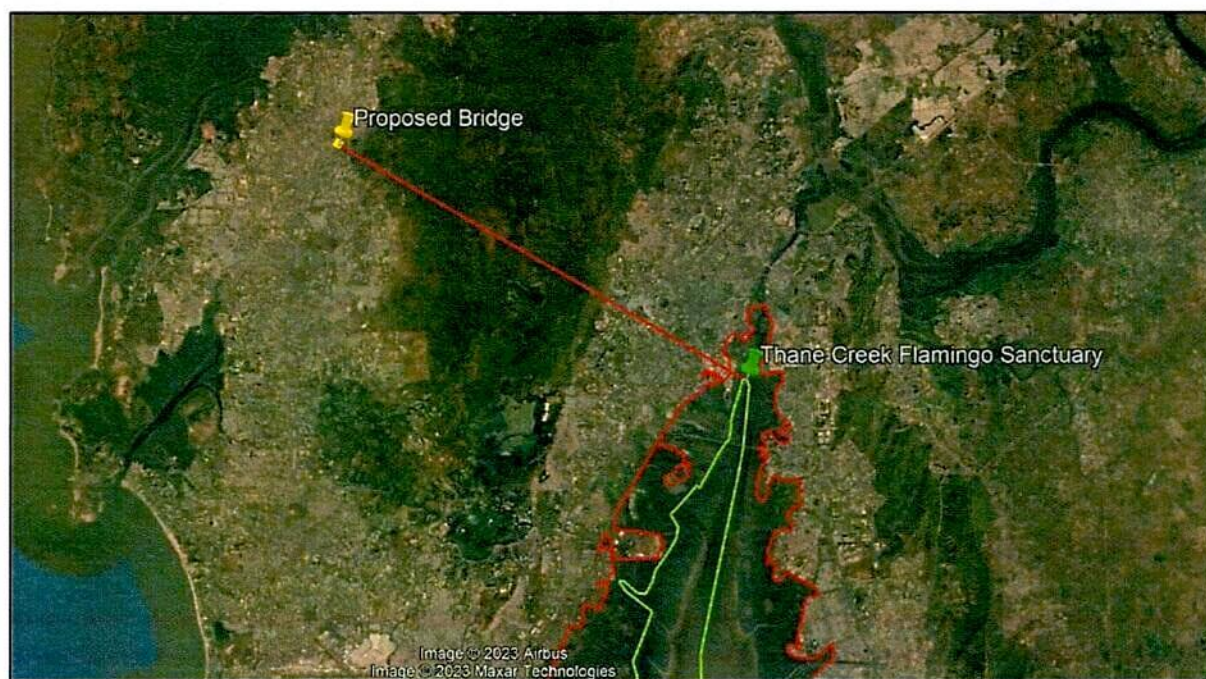 Proposed Bridge
Thane Creek Flamingo Sanctuary
Image © 2023 Airbus
Image © 2023 Maxar Technologies